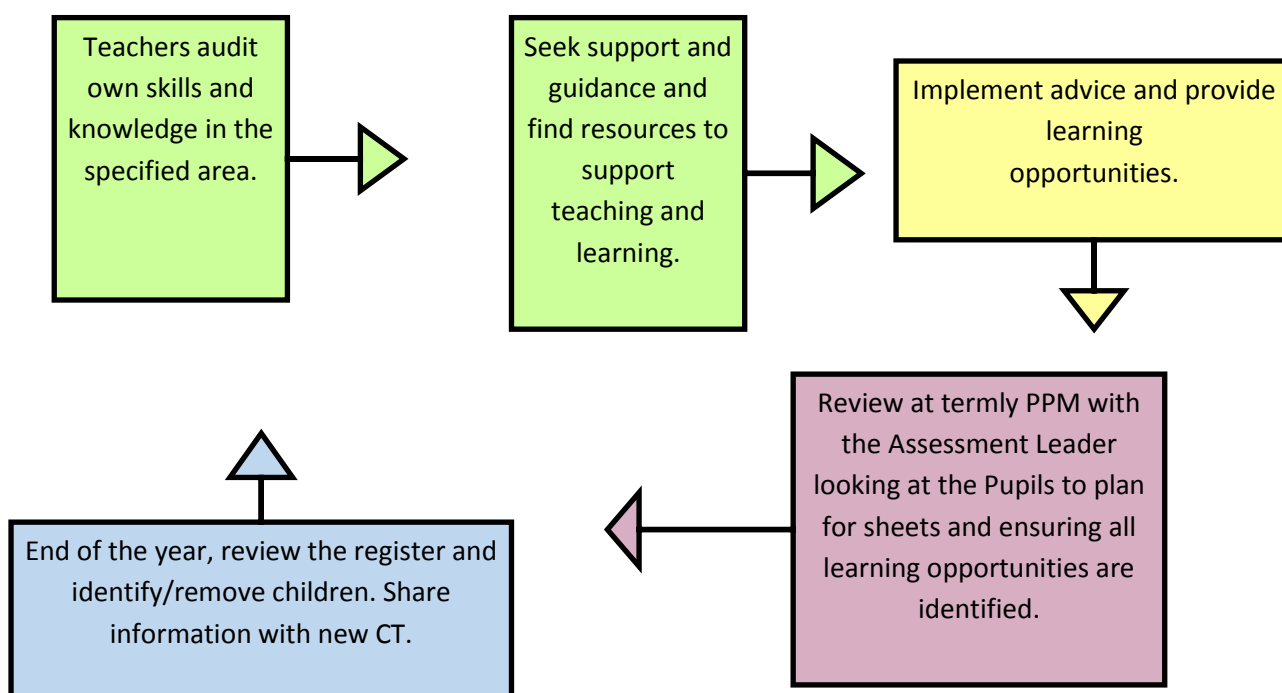 Teachers audit
own skills and
knowledge in the
specified area.
Seek support and
guidance and
find resources to
support
teaching and
learning.
Implement advice and provide
learning
opportunities.
Review at termly PPM with
the Assessment Leader
looking at the Pupils to plan
for sheets and ensuring all
learning opportunities are
identified.
End of the year, review the register and
identify/remove children. Share
information with new CT.